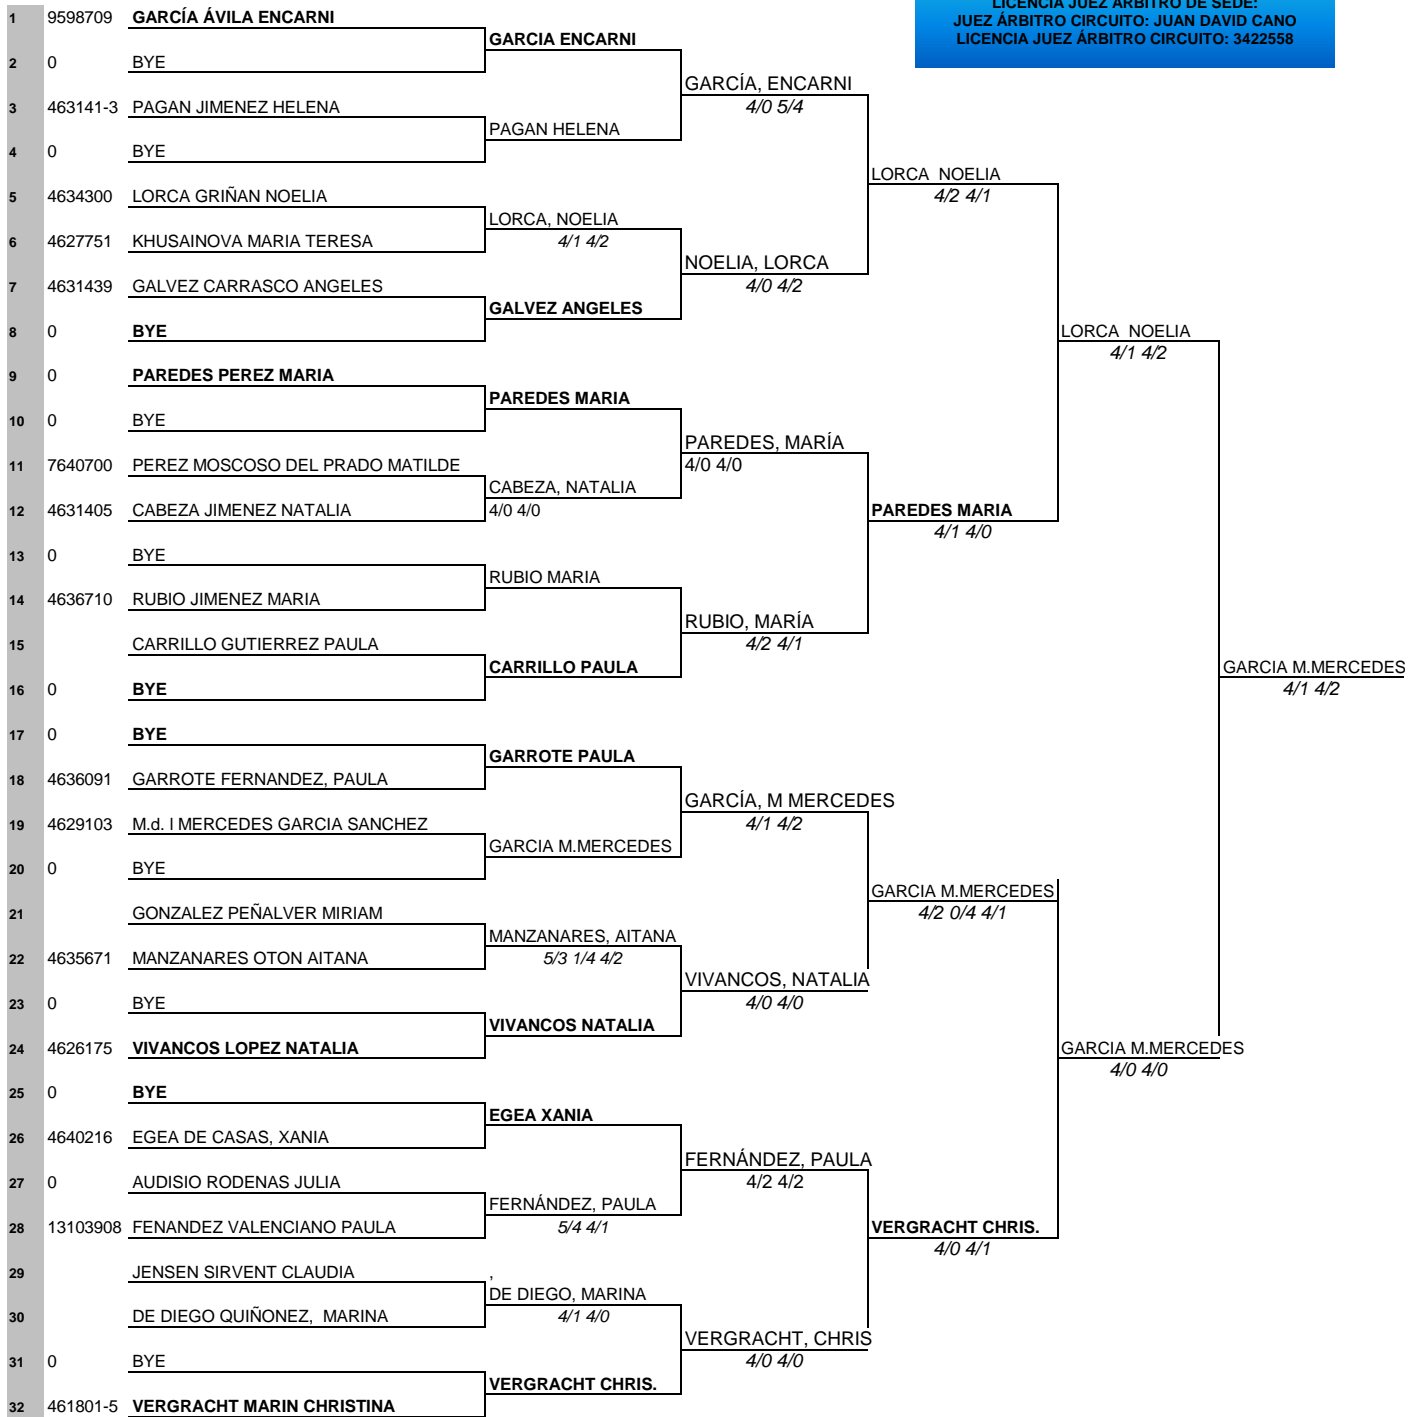 LICENCIA JUEZ ÁRBITRO DE SEDE:
JUEZ ÁRBITRO CIRCUITO: JUAN DAVID CANO
LICENCIA JUEZ ÁRBITRO CIRCUITO: 3422558
1 9598709 GARCÍA ÁVILA ENCARNI
GARCIA ENCARNI
2 0 BYE
GARCÍA, ENCARNI
3 463141-3 PAGAN JIMENEZ HELENA 4/0 5/4
PAGAN HELENA
4 0 BYE
LORCA NOELIA
5 4634300 LORCA GRIÑAN NOELIA 4/2 4/1
LORCA, NOELIA
6 4627751 KHUSAINOVA MARIA TERESA 4/1 4/2
NOELIA, LORCA
7 4631439 GALVEZ CARRASCO ANGELES 4/0 4/2
GALVEZ ANGELES
8 0 BYE LORCA NOELIA
4/1 4/2
9 0 PAREDES PEREZ MARIA
PAREDES MARIA
10 0 BYE
PAREDES, MARÍA
11 7640700 PEREZ MOSCOSO DEL PRADO MATILDE 4/0 4/0
CABEZA, NATALIA
12 4631405 CABEZA JIMENEZ NATALIA 4/0 4/0 PAREDES MARIA
4/1 4/0
13 0 BYE
RUBIO MARIA
14 4636710 RUBIO JIMENEZ MARIA
RUBIO, MARÍA
15 CARRILLO GUTIERREZ PAULA 4/2 4/1
CARRILLO PAULA GARCIA M.MERCEDES
16 0 BYE 4/1 4/2
17 0 BYE
GARROTE PAULA
18 4636091 GARROTE FERNANDEZ, PAULA
GARCÍA, M MERCEDES
19 4629103 M.d. l MERCEDES GARCIA SANCHEZ 4/1 4/2
GARCIA M.MERCEDES
20 0 BYE
GARCIA M.MERCEDES
21 GONZALEZ PEÑALVER MIRIAM 4/2 0/4 4/1
MANZANARES, AITANA
22 4635671 MANZANARES OTON AITANA 5/3 1/4 4/2
VIVANCOS, NATALIA
23 0 BYE 4/0 4/0
VIVANCOS NATALIA
24 4626175 VIVANCOS LOPEZ NATALIA GARCIA M.MERCEDES
4/0 4/0
25 0 BYE
EGEA XANIA
26 4640216 EGEA DE CASAS, XANIA
FERNÁNDEZ, PAULA
27 0 AUDISIO RODENAS JULIA 4/2 4/2
FERNÁNDEZ, PAULA
28 13103908 FENANDEZ VALENCIANO PAULA 5/4 4/1 VERGRACHT CHRIS.
4/0 4/1
29 JENSEN SIRVENT CLAUDIA ,
DE DIEGO, MARINA
30 DE DIEGO QUIÑONEZ, MARINA 4/1 4/0
VERGRACHT, CHRIS
31 0 BYE 4/0 4/0
VERGRACHT CHRIS.
32 461801-5 VERGRACHT MARIN CHRISTINA